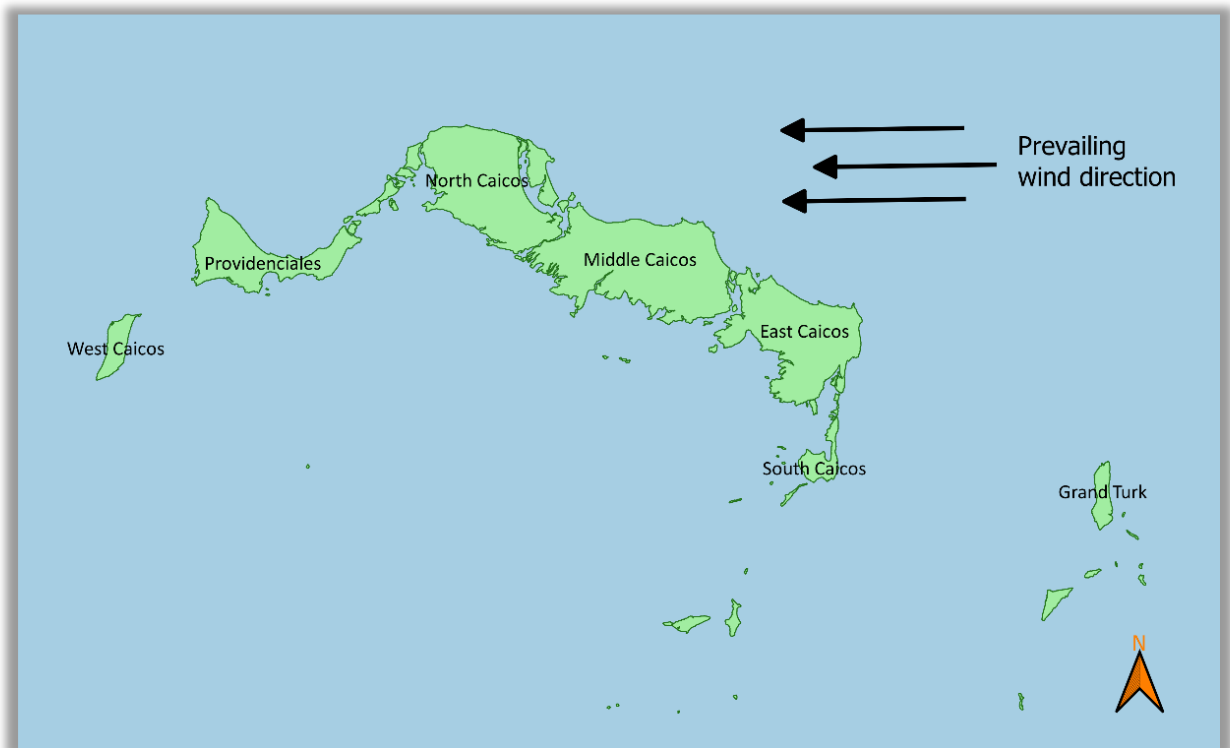 Prevailing
wind direction
North Caicos
Middle Caicos
Providenciales
East Caicos
West Caicos
South Caicos
Grand Turk
N